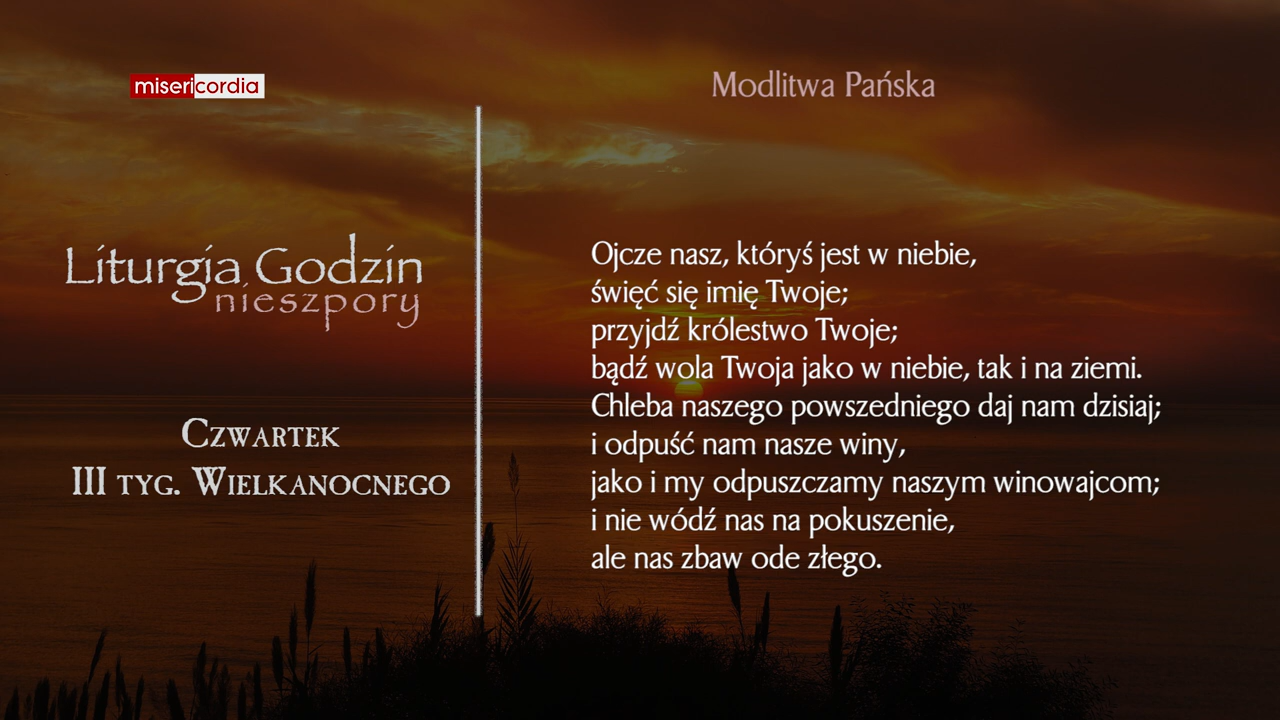 misericordia
Modlitwa Pańska
Liturgia Godzin
nieszpory
Czwartek
III tyg. Wielkanocnego
Ojcze nasz, któryś jest w niebie,
święć się imię Twoje;
przyjdź królestwo Twoje;
bądź wola Twoja jako w niebie, tak i na ziemi.
Chleba naszego powszedniego daj nam dzisiaj;
i odpuść nam nasze winy,
jako i my odpuszczamy naszym winowajcom;
i nie wódź nas na pokuszenie,
ale nas zbaw ode złego.